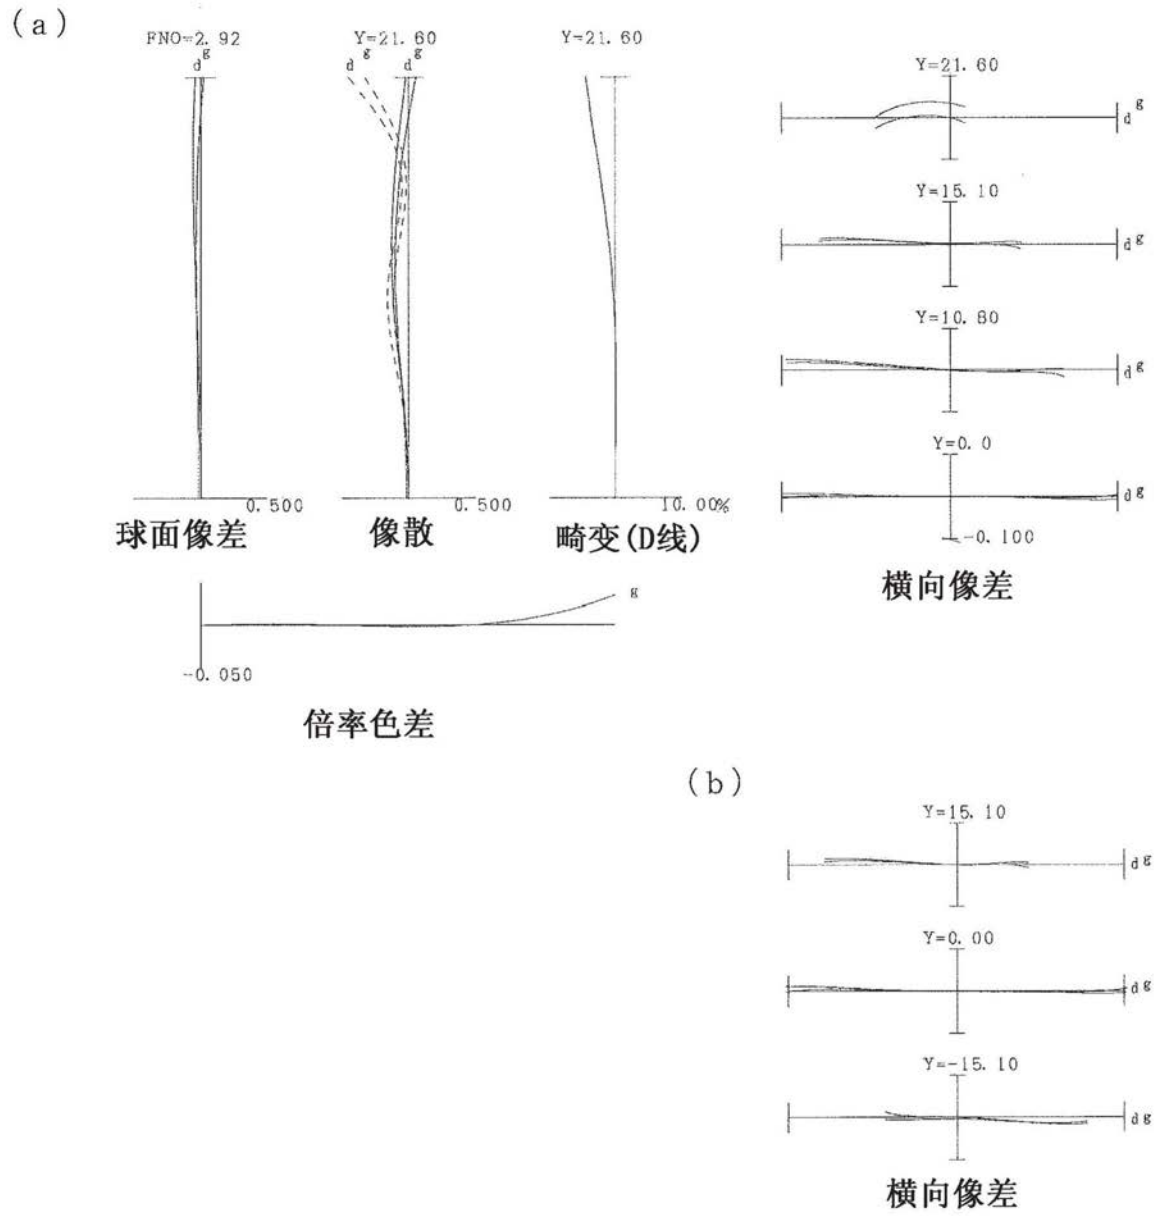 (a)
FNO=2.92
g
d
Y=21.60
g
d
g
d
Y=21.60
0.500
球面像差
0.500
像散
10.00%
畸变(D线)
Y=21.60
d g
Y=15.10
d g
Y=10.80
d g
Y=0.0
d g
-0.100
横向像差
g
-0.050
倍率色差
(b)
Y=15.10
d g
Y=0.00
d g
Y=-15.10
d g
横向像差